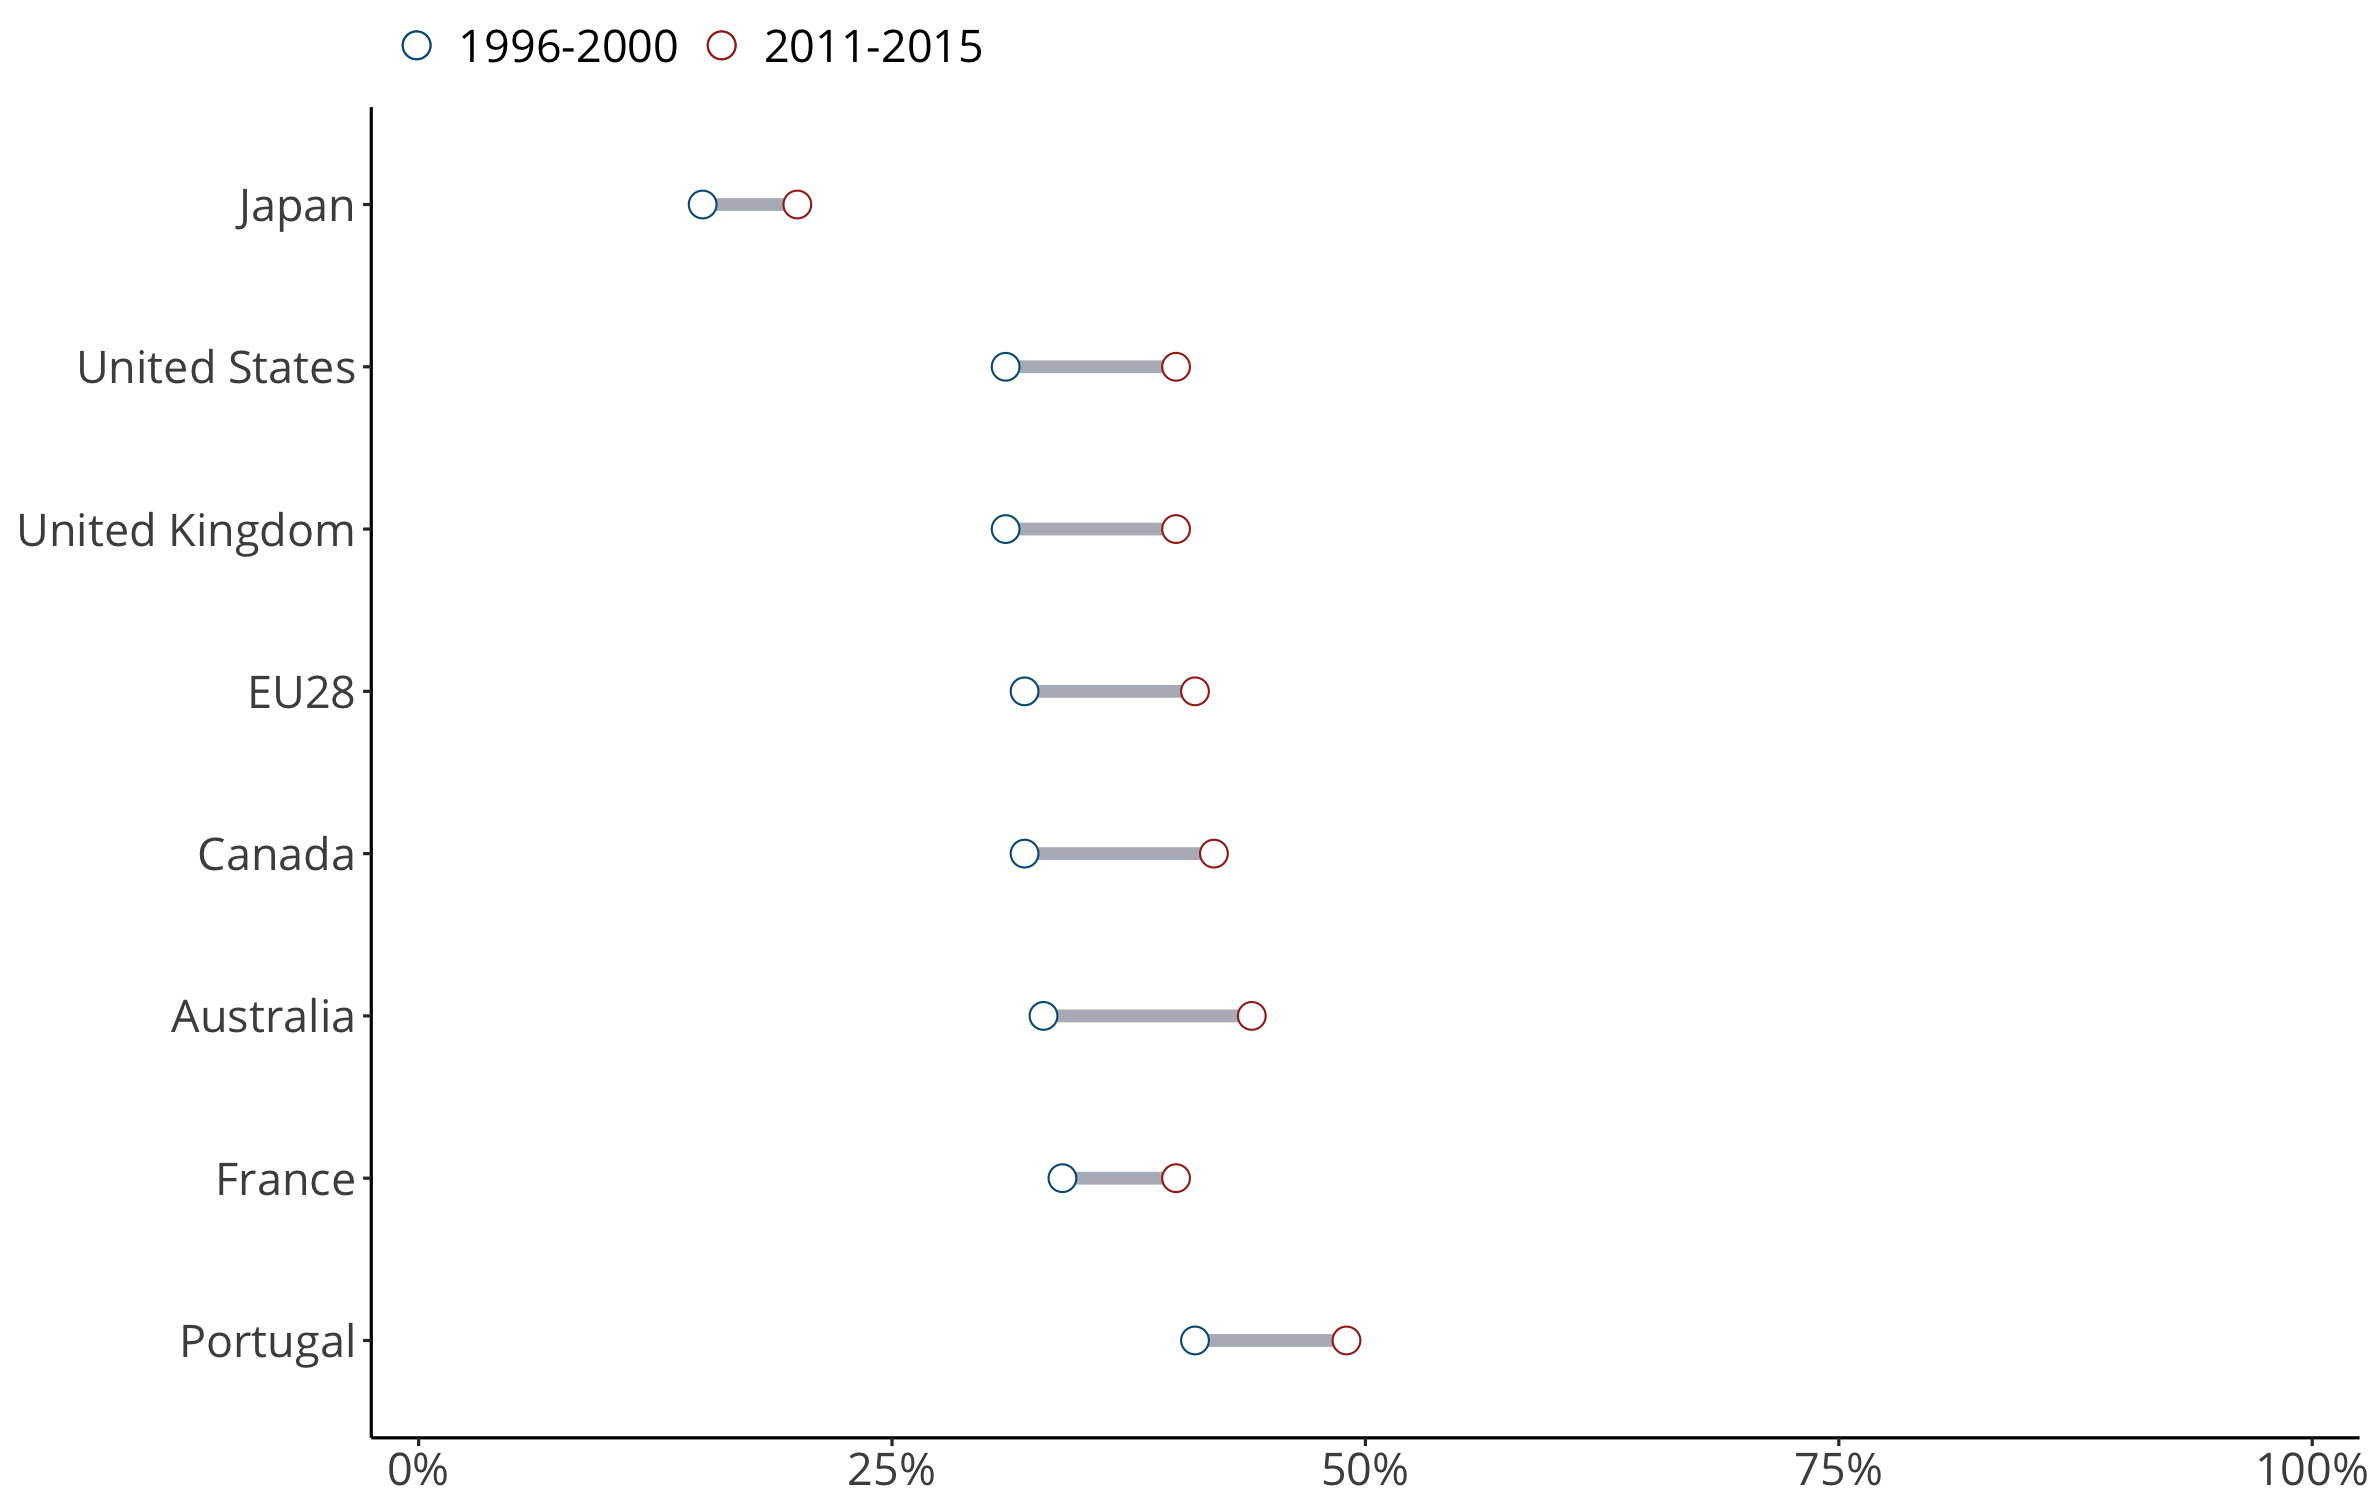 1996-2000 2011-2015
Japan
United States
United Kingdom
EU28
Canada
Australia
France
Portugal
0% 25% 50% 75% 100%